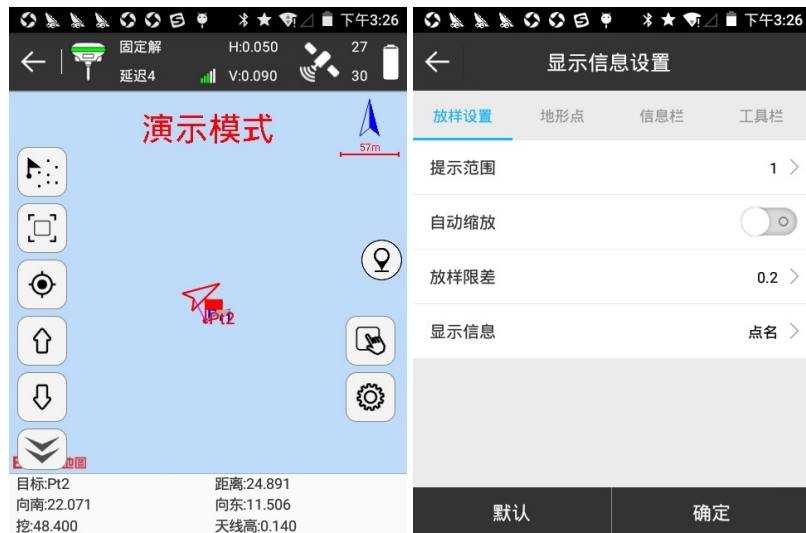 下午3:26
固定解
H:0.050
27
延迟4
V:0.090
30
演示模式
57m
Pt2
地图
目标:Pt2
距离:24.891
向南:22.071
向东:11.506
挖:48.400
天线高:0.140
下午3:26
显示信息设置
放样设置
地形点
信息栏
工具栏
提示范围
1
自动缩放
放样限差
0.2
显示信息
点名
默认
确定